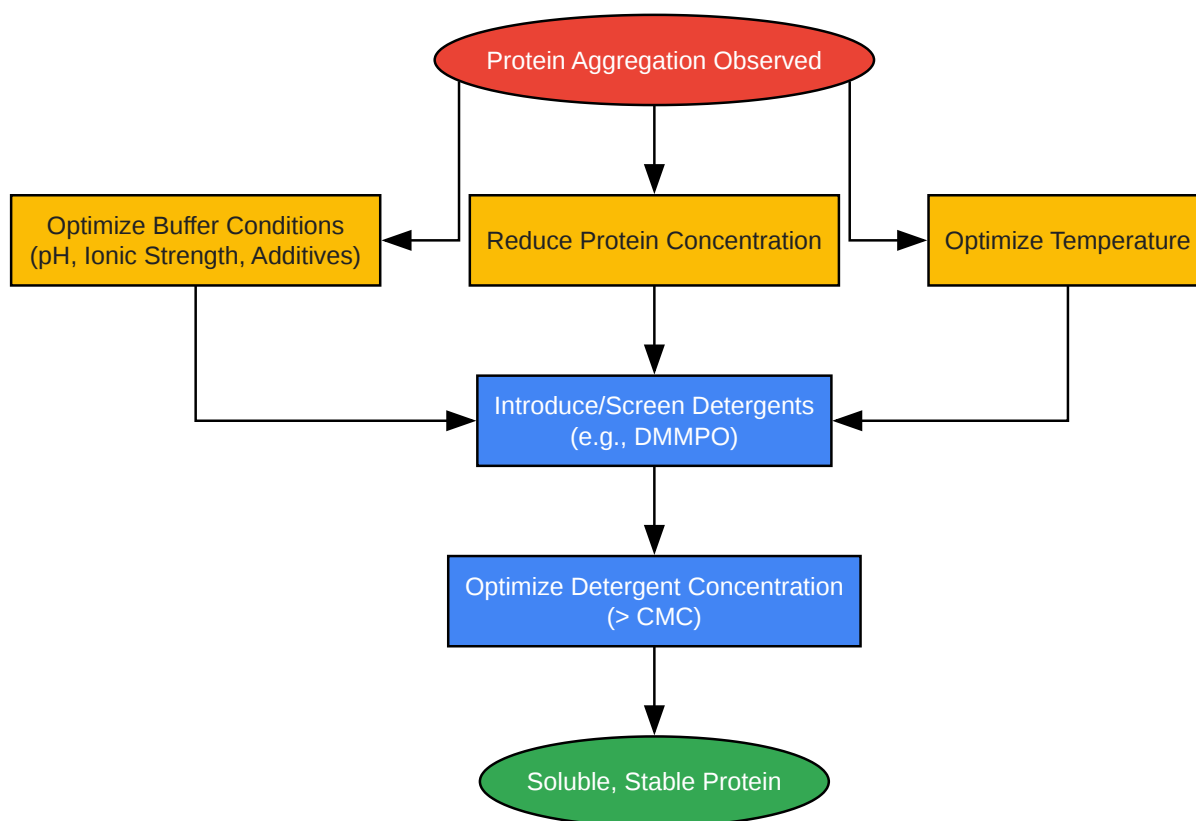 Protein Aggregation Observed
Optimize Buffer Conditions
(pH, Ionic Strength, Additives)
Reduce Protein Concentration
Optimize Temperature
Introduce/Screen Detergents
(e.g., DMMPO)
Optimize Detergent Concentration
(> CMC)
Soluble, Stable Protein